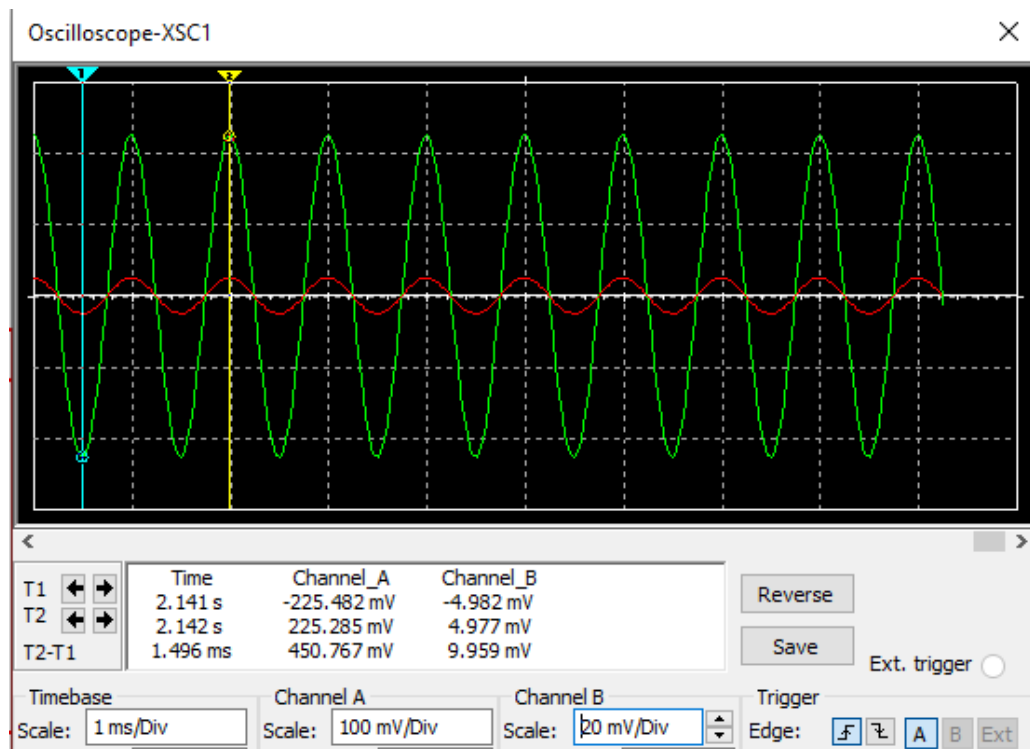 Oscilloscope-XSC1
1 2
Time Channel_A Channel_B
T1 2.141 s -225.482 mV -4.982 mV
T2 2.142 s 225.285 mV 4.977 mV
T2-T1 1.496 ms 450.767 mV 9.959 mV
Reverse
Save
Ext. trigger
Timebase Channel A Channel B Trigger
Scale: 1 ms/Div Scale: 100 mV/Div Scale: 20 mV/Div Edge: A B Ext